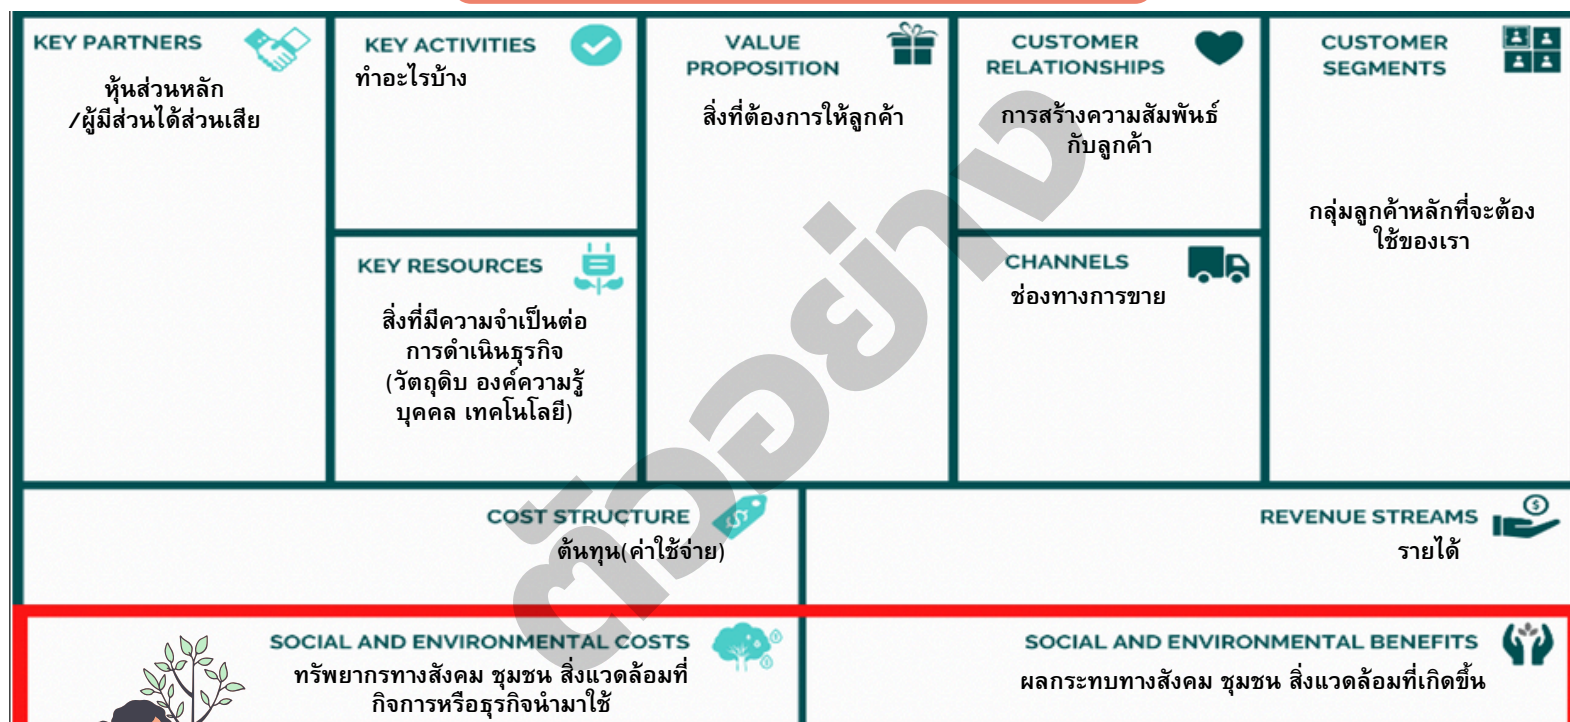 KEY PARTNERS
หุ้นส่วนหลัก
/ผู้มีส่วนได้ส่วนเสีย
KEY ACTIVITIES
ทำอะไรบ้าง
KEY RESOURCES
สิ่งที่มีความจำเป็นต่อ
การดำเนินธุรกิจ
(วัตถุดิบ องค์ความรู้
บุคคล เทคโนโลยี)
VALUE
PROPOSITION
สิ่งที่ต้องการให้ลูกค้า
CUSTOMER
RELATIONSHIPS
การสร้างความสัมพันธ์
กับลูกค้า
CHANNELS
ช่องทางการขาย
CUSTOMER
SEGMENTS
กลุ่มลูกค้าหลักที่จะต้อง
ใช้ของเรา
COST STRUCTURE
ต้นทุน(ค่าใช้จ่าย)
REVENUE STREAMS
รายได้
SOCIAL AND ENVIRONMENTAL COSTS
ทรัพยากรทางสังคม ชุมชน สิ่งแวดล้อมที่
กิจการหรือธุรกิจนำมาใช้
SOCIAL AND ENVIRONMENTAL BENEFITS
ผลกระทบทางสังคม ชุมชน สิ่งแวดล้อมที่เกิดขึ้น
ตัวอย่าง